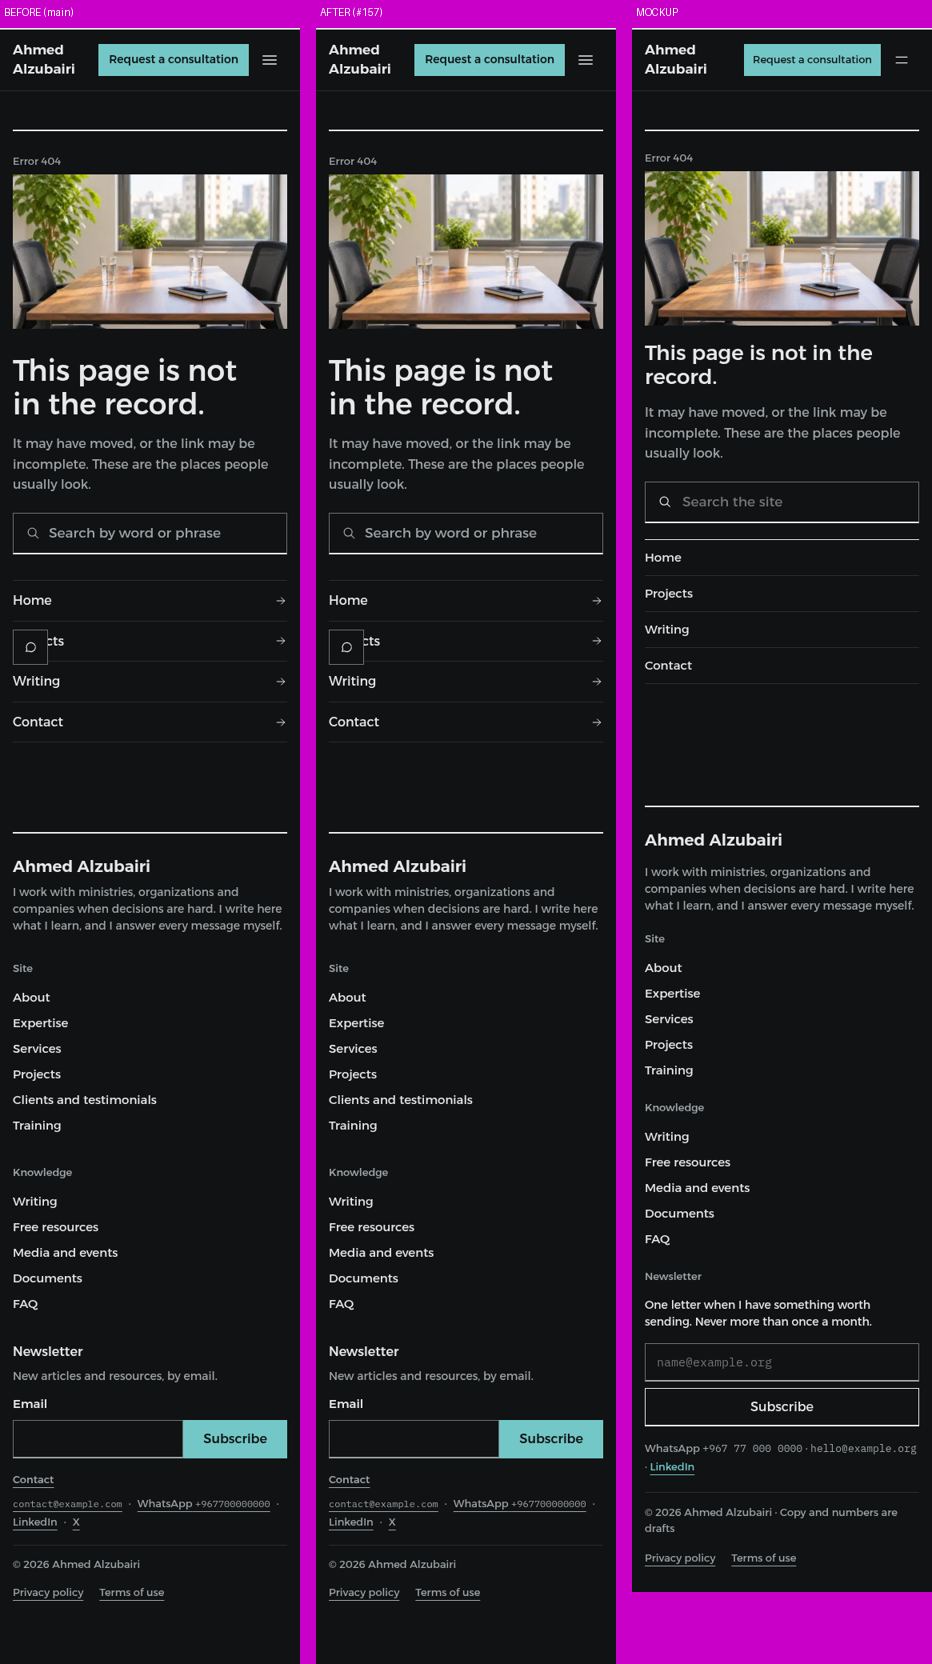 BEFORE (main)
Ahmed
Alzubairi
Request a consultation
Error 404
This page is not
in the record.
It may have moved, or the link may be
incomplete. These are the places people
usually look.
Search by word or phrase
Home
cts
Writing
Contact
Ahmed Alzubairi
I work with ministries, organizations and
companies when decisions are hard. I write here
what I learn, and I answer every message myself.
Site
About
Expertise
Services
Projects
Clients and testimonials
Training
Knowledge
Writing
Free resources
Media and events
Documents
FAQ
Newsletter
New articles and resources, by email.
Email
Subscribe
Contact
contact@example.com · WhatsApp +967700000000 ·
LinkedIn · X
© 2026 Ahmed Alzubairi
Privacy policy Terms of use
AFTER (#157)
Ahmed
Alzubairi
Request a consultation
Error 404
This page is not
in the record.
It may have moved, or the link may be
incomplete. These are the places people
usually look.
Search by word or phrase
Home
cts
Writing
Contact
Ahmed Alzubairi
I work with ministries, organizations and
companies when decisions are hard. I write here
what I learn, and I answer every message myself.
Site
About
Expertise
Services
Projects
Clients and testimonials
Training
Knowledge
Writing
Free resources
Media and events
Documents
FAQ
Newsletter
New articles and resources, by email.
Email
Subscribe
Contact
contact@example.com · WhatsApp +967700000000 ·
LinkedIn · X
© 2026 Ahmed Alzubairi
Privacy policy Terms of use
MOCKUP
Ahmed
Alzubairi
Request a consultation
Error 404
This page is not in the
record.
It may have moved, or the link may be
incomplete. These are the places people
usually look.
Search the site
Home
Projects
Writing
Contact
Ahmed Alzubairi
I work with ministries, organizations and
companies when decisions are hard. I write here
what I learn, and I answer every message myself.
Site
About
Expertise
Services
Projects
Training
Knowledge
Writing
Free resources
Media and events
Documents
FAQ
Newsletter
One letter when I have something worth
sending. Never more than once a month.
name@example.org
Subscribe
WhatsApp +967 77 000 0000 · hello@example.org
· LinkedIn
© 2026 Ahmed Alzubairi · Copy and numbers are
drafts
Privacy policy Terms of use